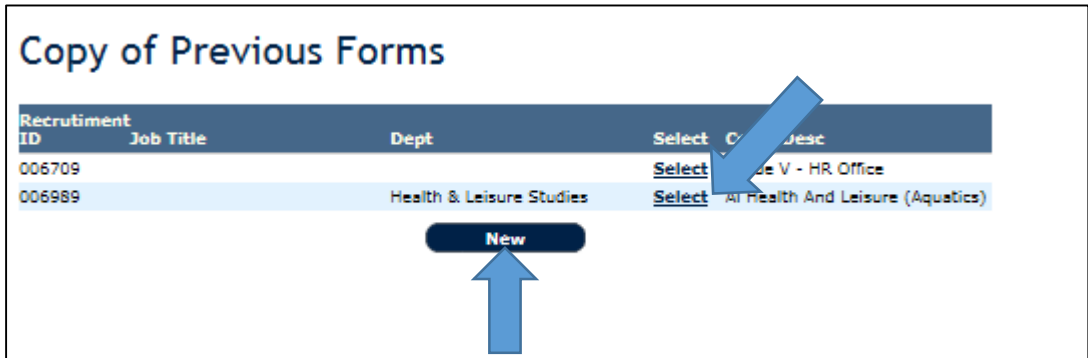 Copy of Previous Forms
Recrutiment
ID Job Title Dept Select Desc
006709 Select V - HR Office
006989 Health & Leisure Studies Select AI Health And Leisure (Aquatics)
New